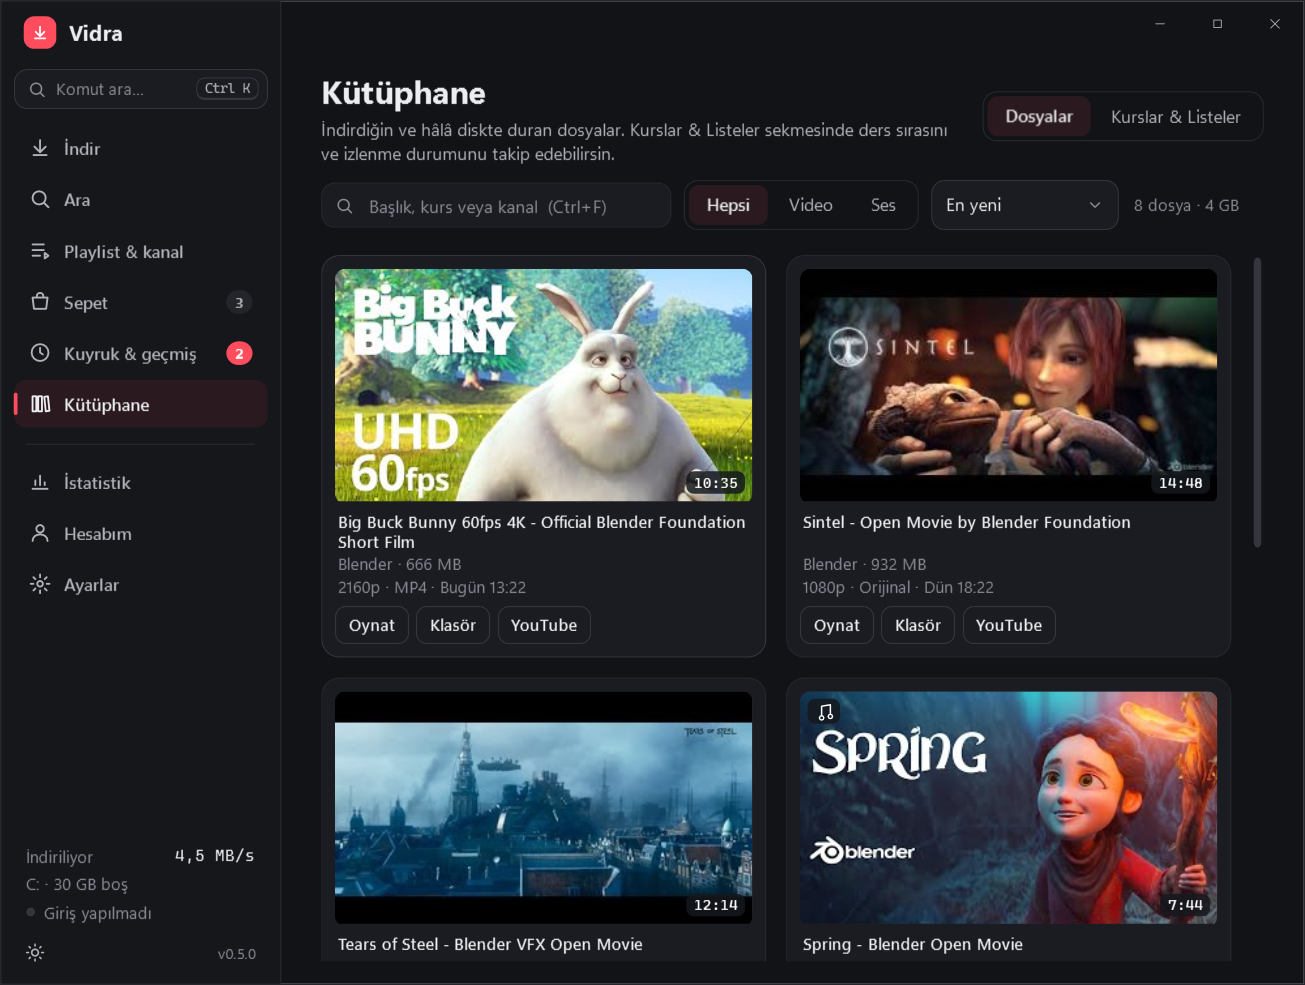 Vidra
Komut ara... Ctrl K
İndir
Ara
Playlist & kanal
Sepet 3
Kuyruk & geçmiş 2
Kütüphane
İstatistik
Hesabım
Ayarlar
İndiriliyor 4,5 MB/s
C: · 30 GB boş
Giriş yapılmadı
v0.5.0
Kütüphane
İndirdiğin ve hâlâ diskte duran dosyalar. Kurslar & Listeler sekmesinde ders sırasını
ve izlenme durumunu takip edebilirsin.
Dosyalar Kurslar & Listeler
Başlık, kurs veya kanal (Ctrl+F)
Hepsi Video Ses
En yeni
8 dosya · 4 GB
Big Buck
BUNNY
UHD
60fps
10:35
Big Buck Bunny 60fps 4K - Official Blender Foundation
Short Film
Blender · 666 MB
2160p · MP4 · Bugün 13:22
Oynat Klasör YouTube
SINTEL
blender
14:48
Sintel - Open Movie by Blender Foundation
Blender · 932 MB
1080p · Orijinal · Dün 18:22
Oynat Klasör YouTube
TEARS OF STEEL
12:14
Tears of Steel - Blender VFX Open Movie
SPRING
blender
7:44
Spring - Blender Open Movie